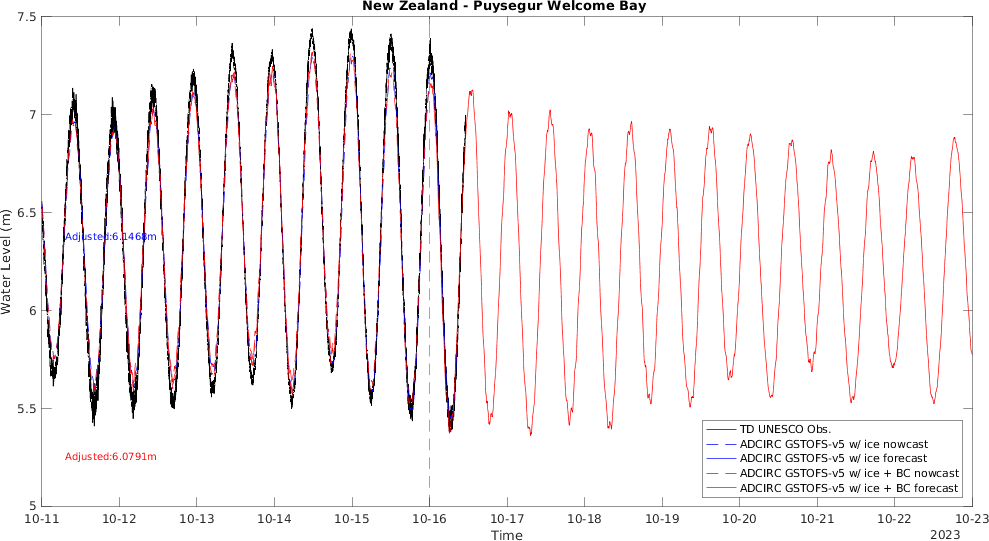 New Zealand - Puysegur Welcome Bay
7.5
7
6.5
6
5.5
5
Water Level (m)
Adjusted:6.1468m
Adjusted:6.0791m
TD UNESCO Obs.
ADCIRC GSTOFS-v5 w/ ice nowcast
ADCIRC GSTOFS-v5 w/ ice forecast
ADCIRC GSTOFS-v5 w/ ice + BC nowcast
ADCIRC GSTOFS-v5 w/ ice + BC forecast
10-11 10-12 10-13 10-14 10-15 10-16 10-17 10-18 10-19 10-20 10-21 10-22 10-23
Time
2023